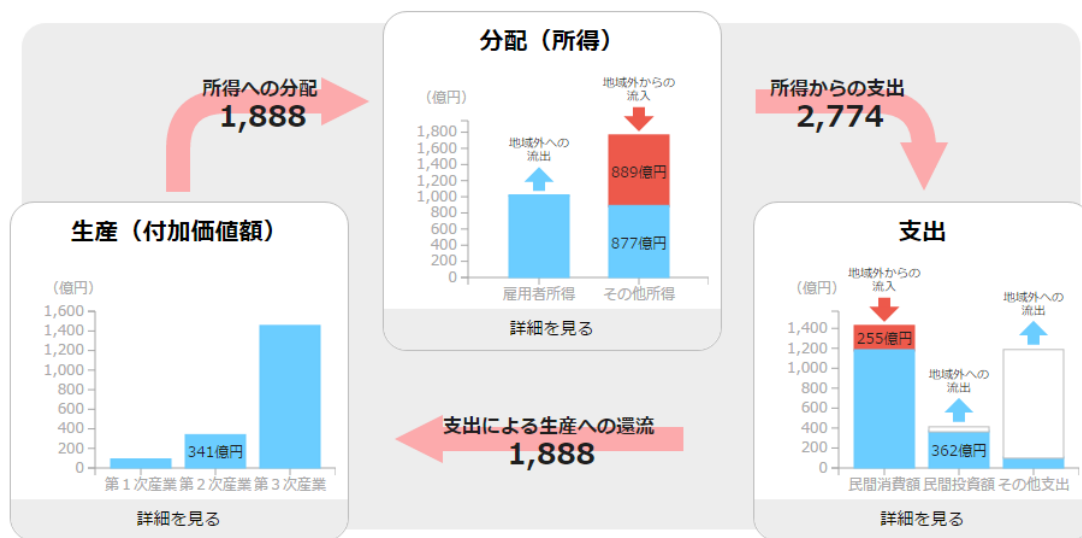 分配（所得）
所得への分配
1,888
所得からの支出
2,774
（億円）
1,800
1,600
1,400
1,200
1,000
800
600
400
200
0
地域外への
流出
地域外からの
流入
889億円
877億円
雇用者所得
その他所得
詳細を見る
生産（付加価値額）
（億円）
1,600
1,400
1,200
1,000
800
600
400
200
0
341億円
第１次産業
第２次産業
第３次産業
詳細を見る
支出による生産への還流
1,888
支出
（億円）
1,400
1,200
1,000
800
600
400
200
0
地域外からの
流入
255億円
地域外への
流出
362億円
地域外への
流出
民間消費額
民間投資額
その他支出
詳細を見る